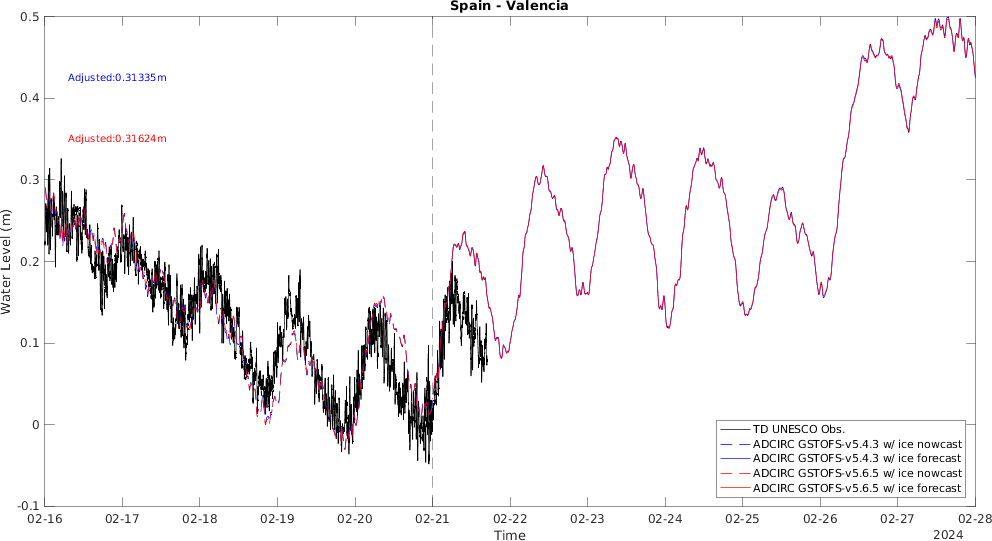 Spain - Valencia
0.5
0.4
0.3
0.2
0.1
0
-0.1
Water Level (m)
Adjusted:0.31335m
Adjusted:0.31624m
TD UNESCO Obs.
ADCIRC GSTOFS-v5.4.3 w/ ice nowcast
ADCIRC GSTOFS-v5.4.3 w/ ice forecast
ADCIRC GSTOFS-v5.6.5 w/ ice nowcast
ADCIRC GSTOFS-v5.6.5 w/ ice forecast
02-16 02-17 02-18 02-19 02-20 02-21 02-22 02-23 02-24 02-25 02-26 02-27 02-28
Time
2024